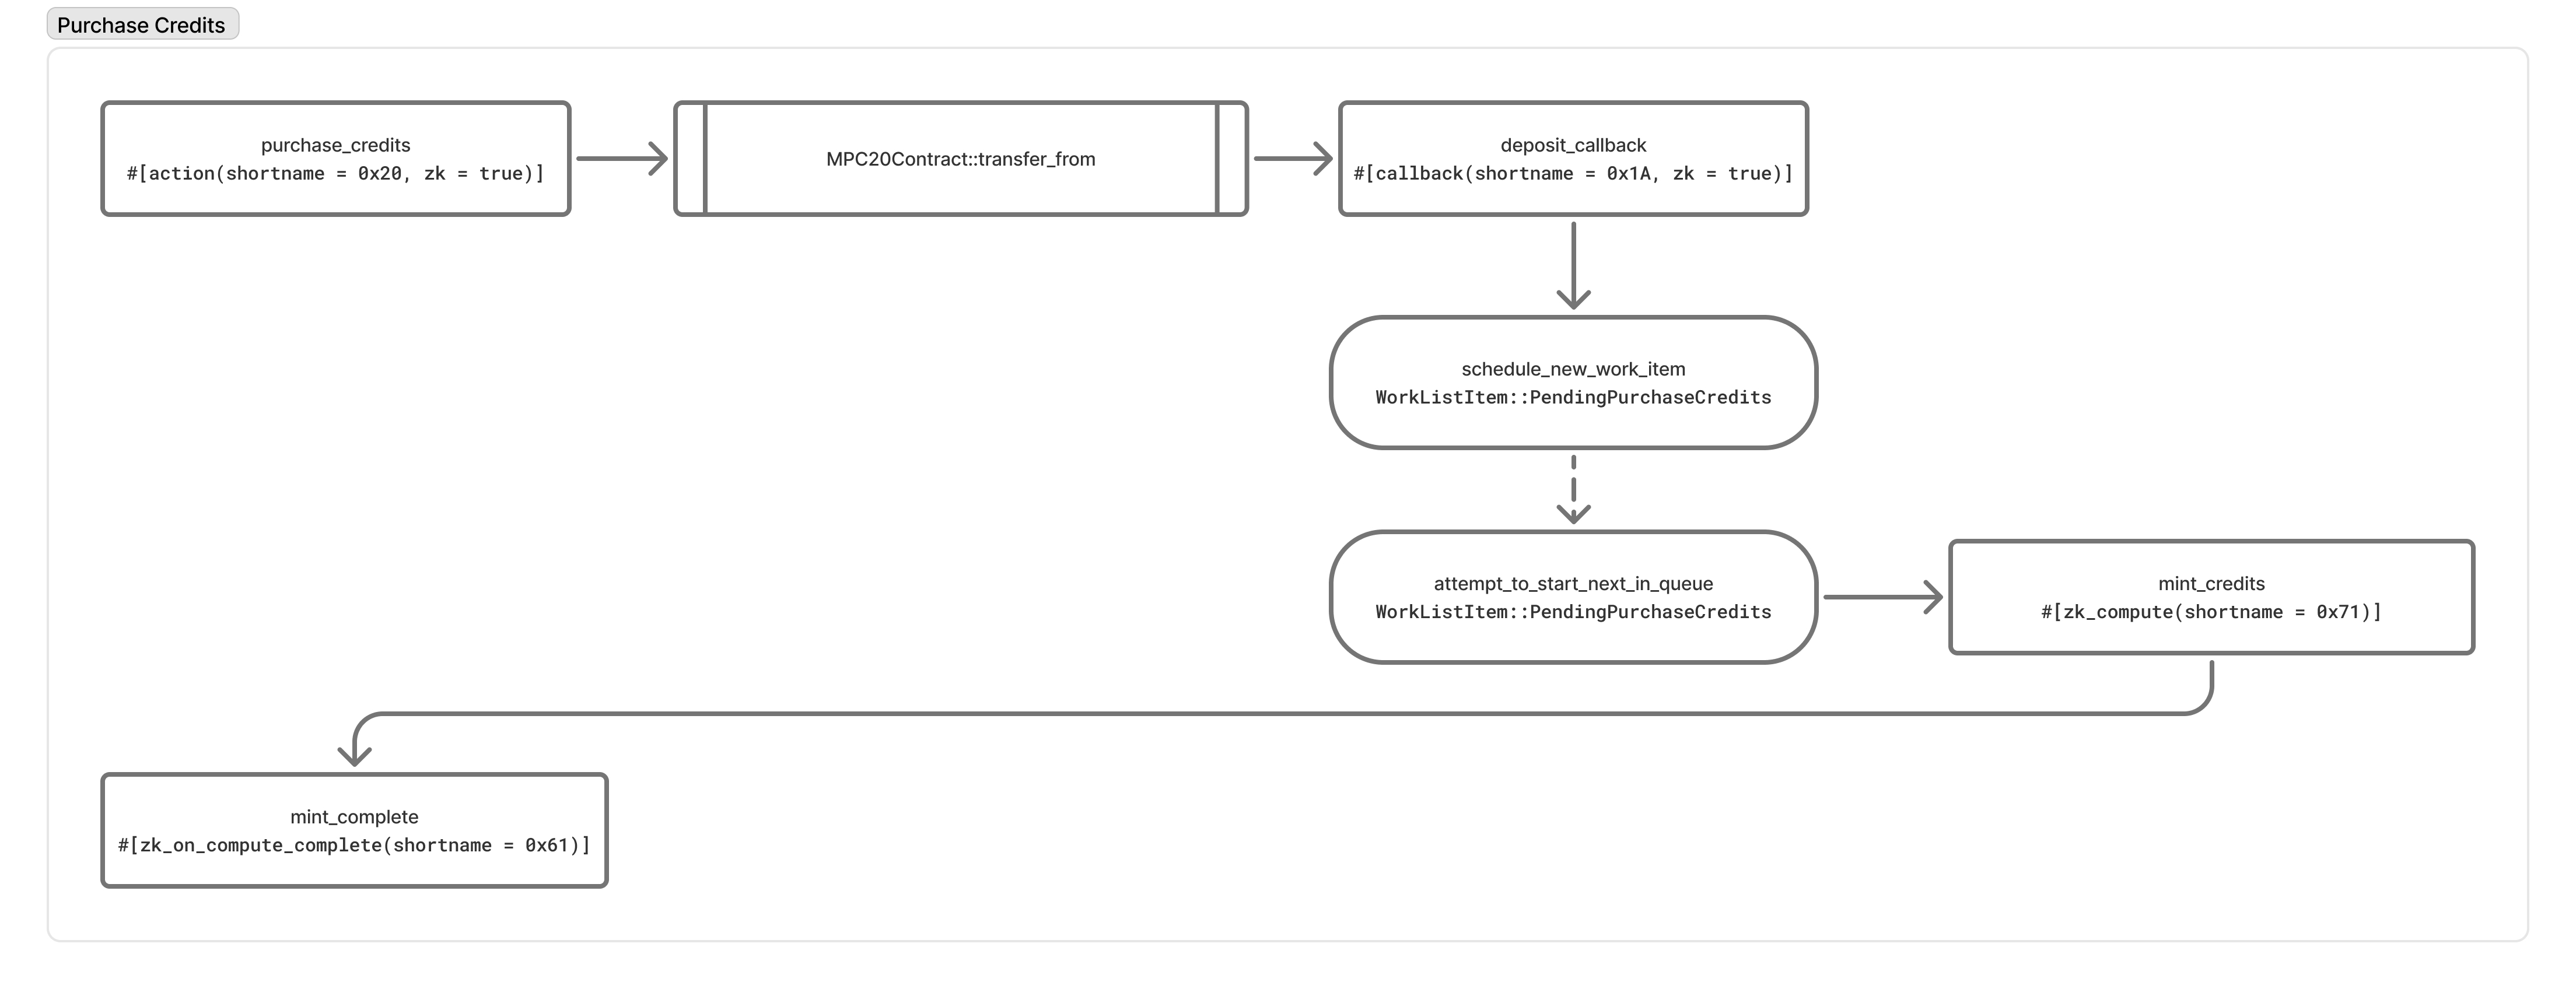 Purchase Credits
purchase_credits
#[action(shortname = 0x20, zk = true)]
MPC20Contract::transfer_from
deposit_callback
#[callback(shortname = 0x1A, zk = true)]
schedule_new_work_item
WorkListItem::PendingPurchaseCredits
attempt_to_start_next_in_queue
WorkListItem::PendingPurchaseCredits
mint_credits
#[zk_compute(shortname = 0x71)]
mint_complete
#[zk_on_compute_complete(shortname = 0x61)]